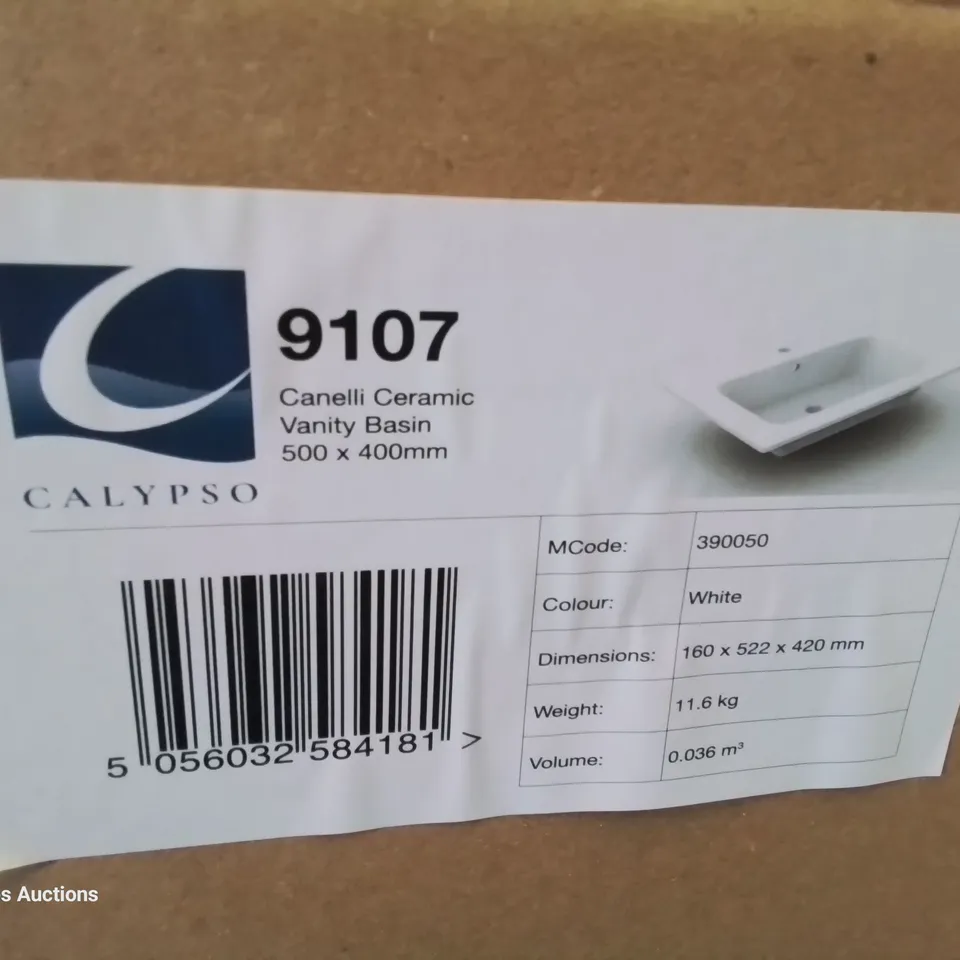 9107
Canelli Ceramic
Vanity Basin
500 x 400mm
CALYPSO
MCode: 390050
Colour: White
Dimensions: 160 x 522 x 420 mm
Weight: 11.6 kg
Volume: 0.036 m³
5 056032 584181 >
Auctions